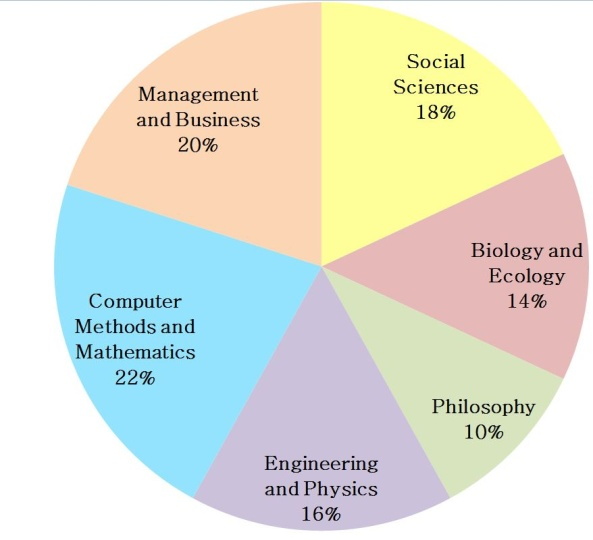 Social
Sciences
18%
Biology and
Ecology
14%
Philosophy
10%
Engineering
and Physics
16%
Computer
Methods and
Mathematics
22%
Management
and Business
20%